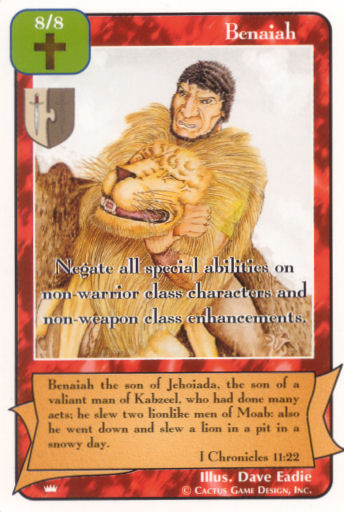 8/8
Benaiah
Negate all special abilities on
non-warrior class characters and
non-weapon class enhancements.
Benaiah the son of Jehoiada, the son of a
valiant man of Kabzeel, who had done many
acts; he slew two lionlike men of Moab: also
he went down and slew a lion in a pit in a
snowy day.
I Chronicles 11:22
Illus. Dave Eadie
© Cactus Game Design, Inc.